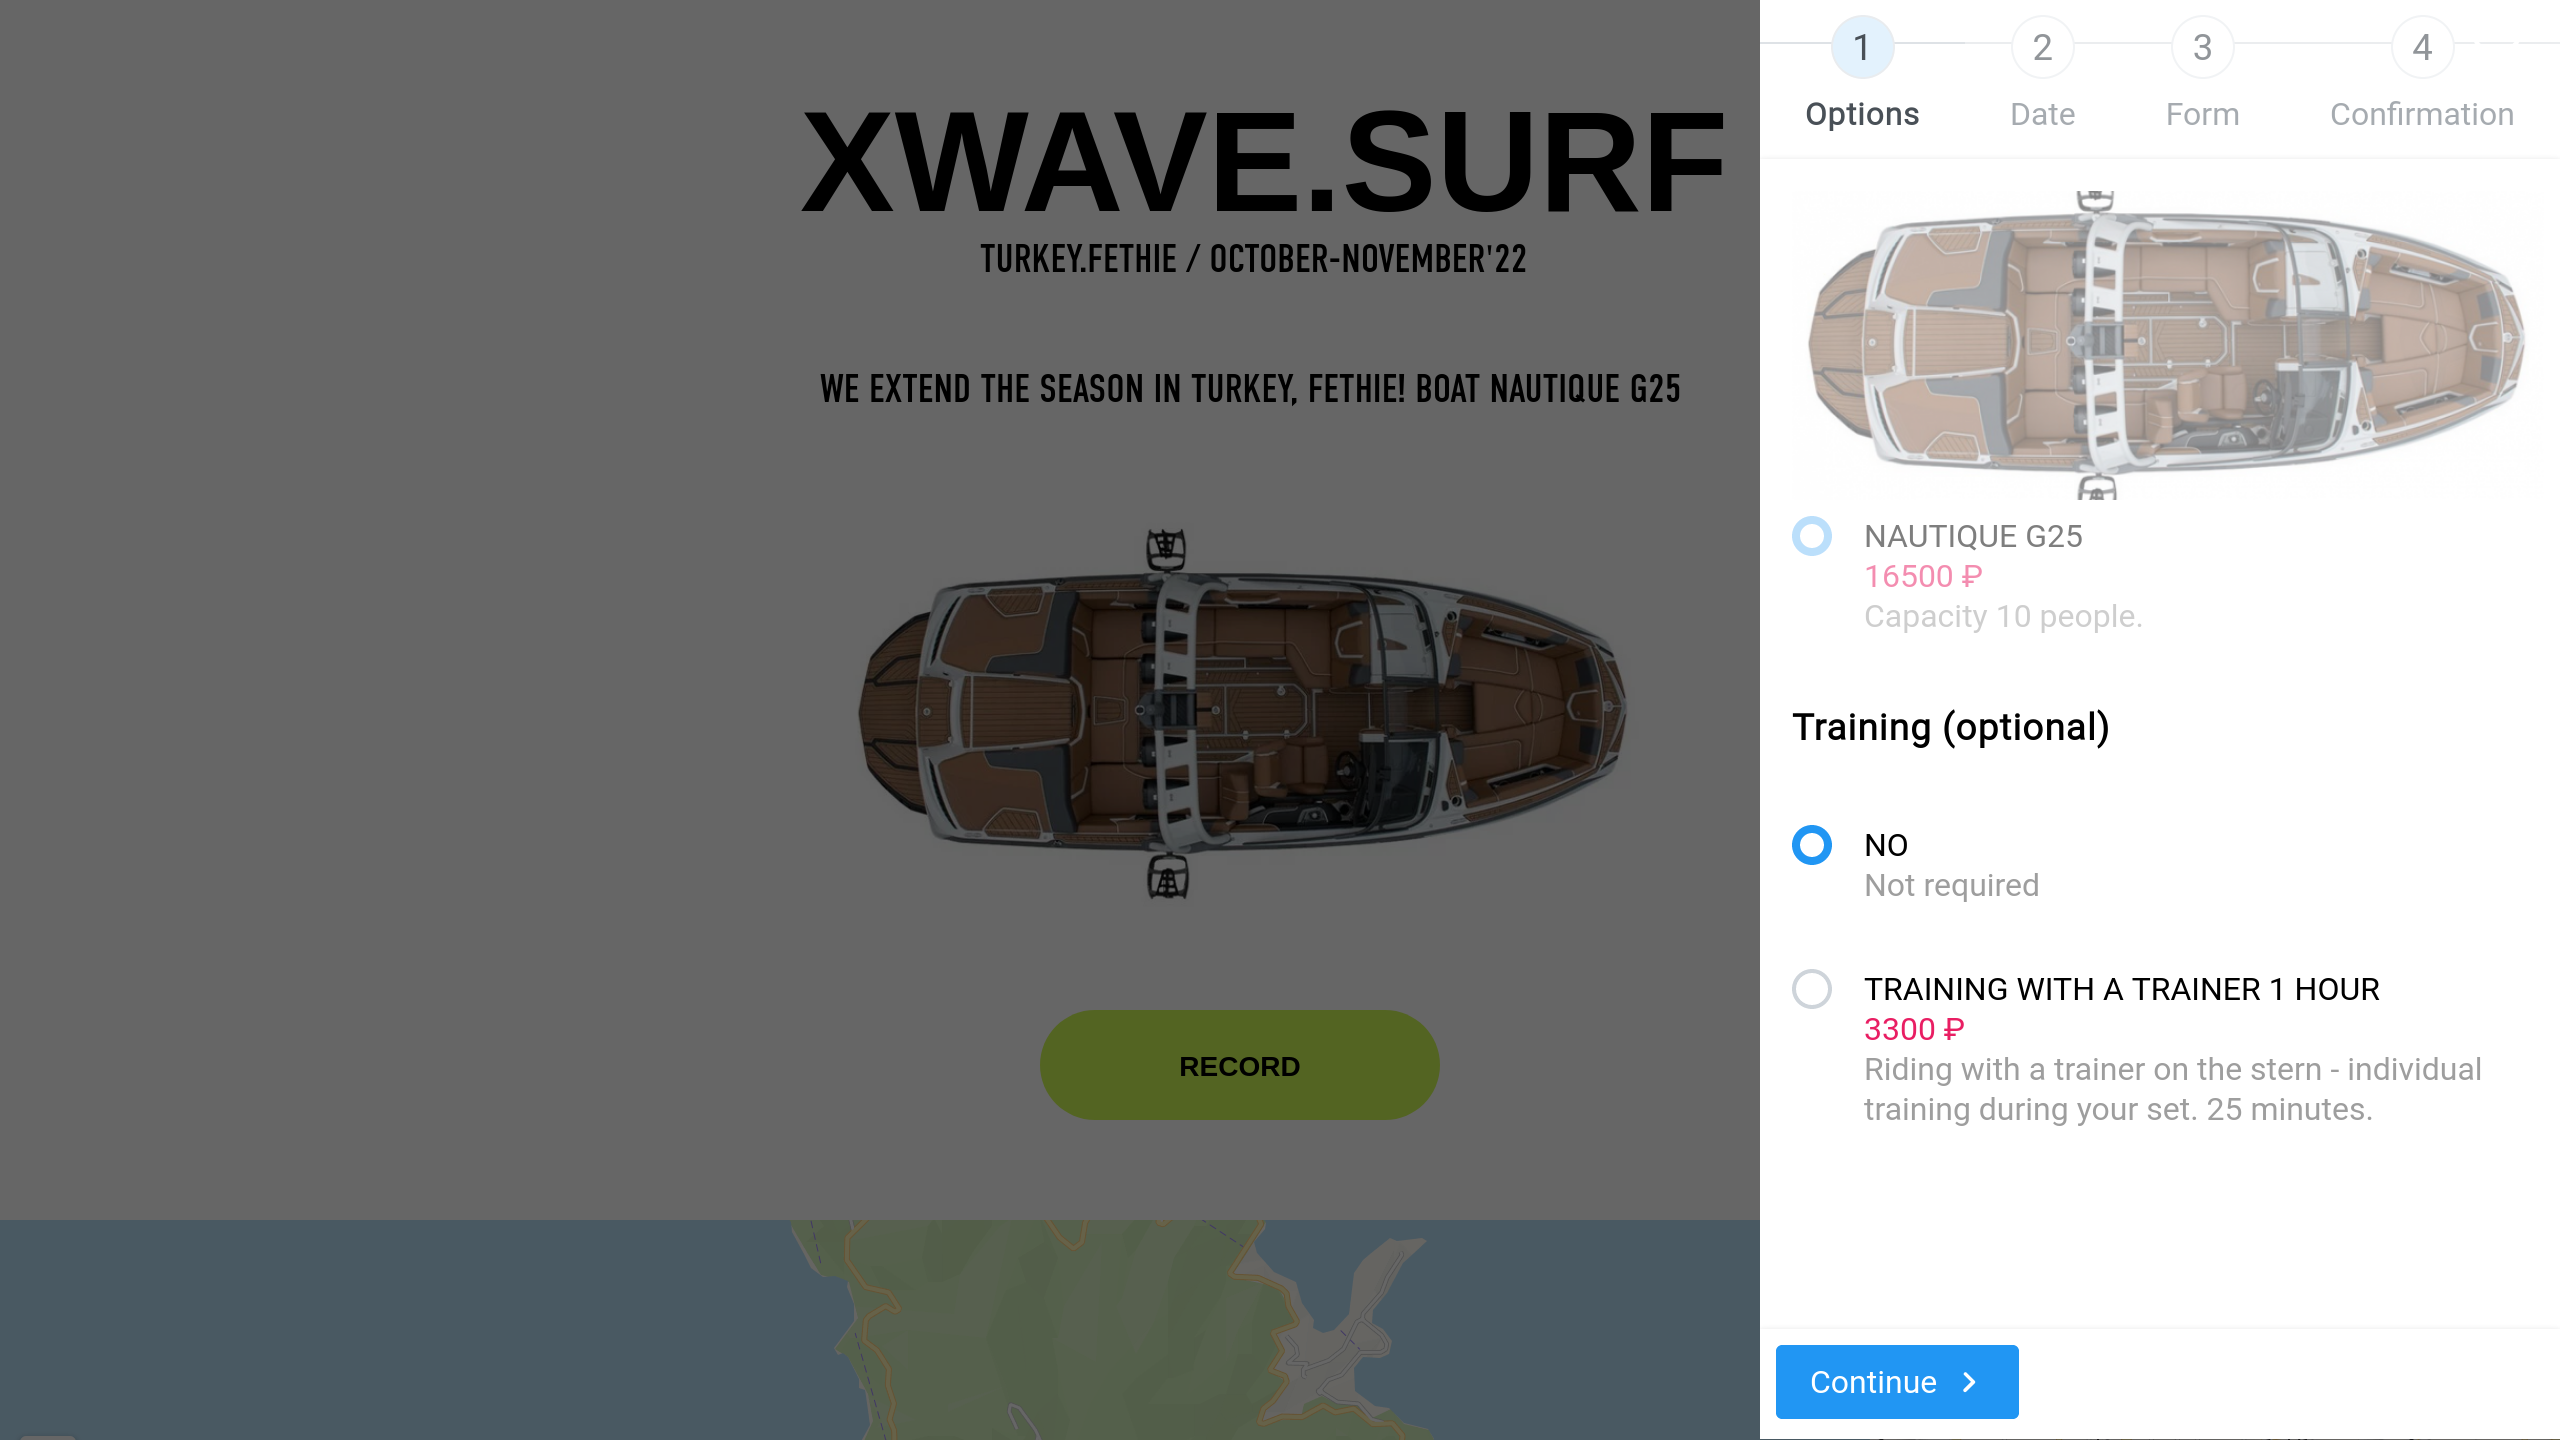 XWAVE.SURF
TURKEY.FETHIE / OCTOBER-NOVEMBER'22
WE EXTEND THE SEASON IN TURKEY, FETHIE! BOAT NAUTIQUE G25
RECORD
1
2
3
4
Options
Date
Form
Confirmation
NAUTIQUE G25
16500 ₽
Capacity 10 people.
Training (optional)
NO
Not required
TRAINING WITH A TRAINER 1 HOUR
3300 ₽
Riding with a trainer on the stern - individual
training during your set. 25 minutes.
Continue